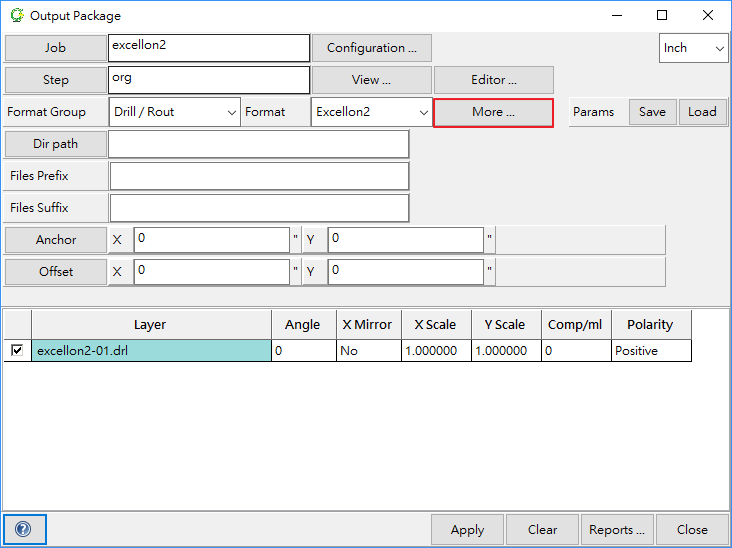 Output Package
Job excellon2 Configuration ... Inch
Step org View ... Editor ...
Format Group Drill / Rout Format Excellon2 More ... Params Save Load
Dir path
Files Prefix
Files Suffix
Anchor X 0 " Y 0 "
Offset X 0 " Y 0 "
Layer Angle X Mirror X Scale Y Scale Comp/ml Polarity
excellon2-01.drl 0 No 1.000000 1.000000 0 Positive
? Apply Clear Reports ... Close